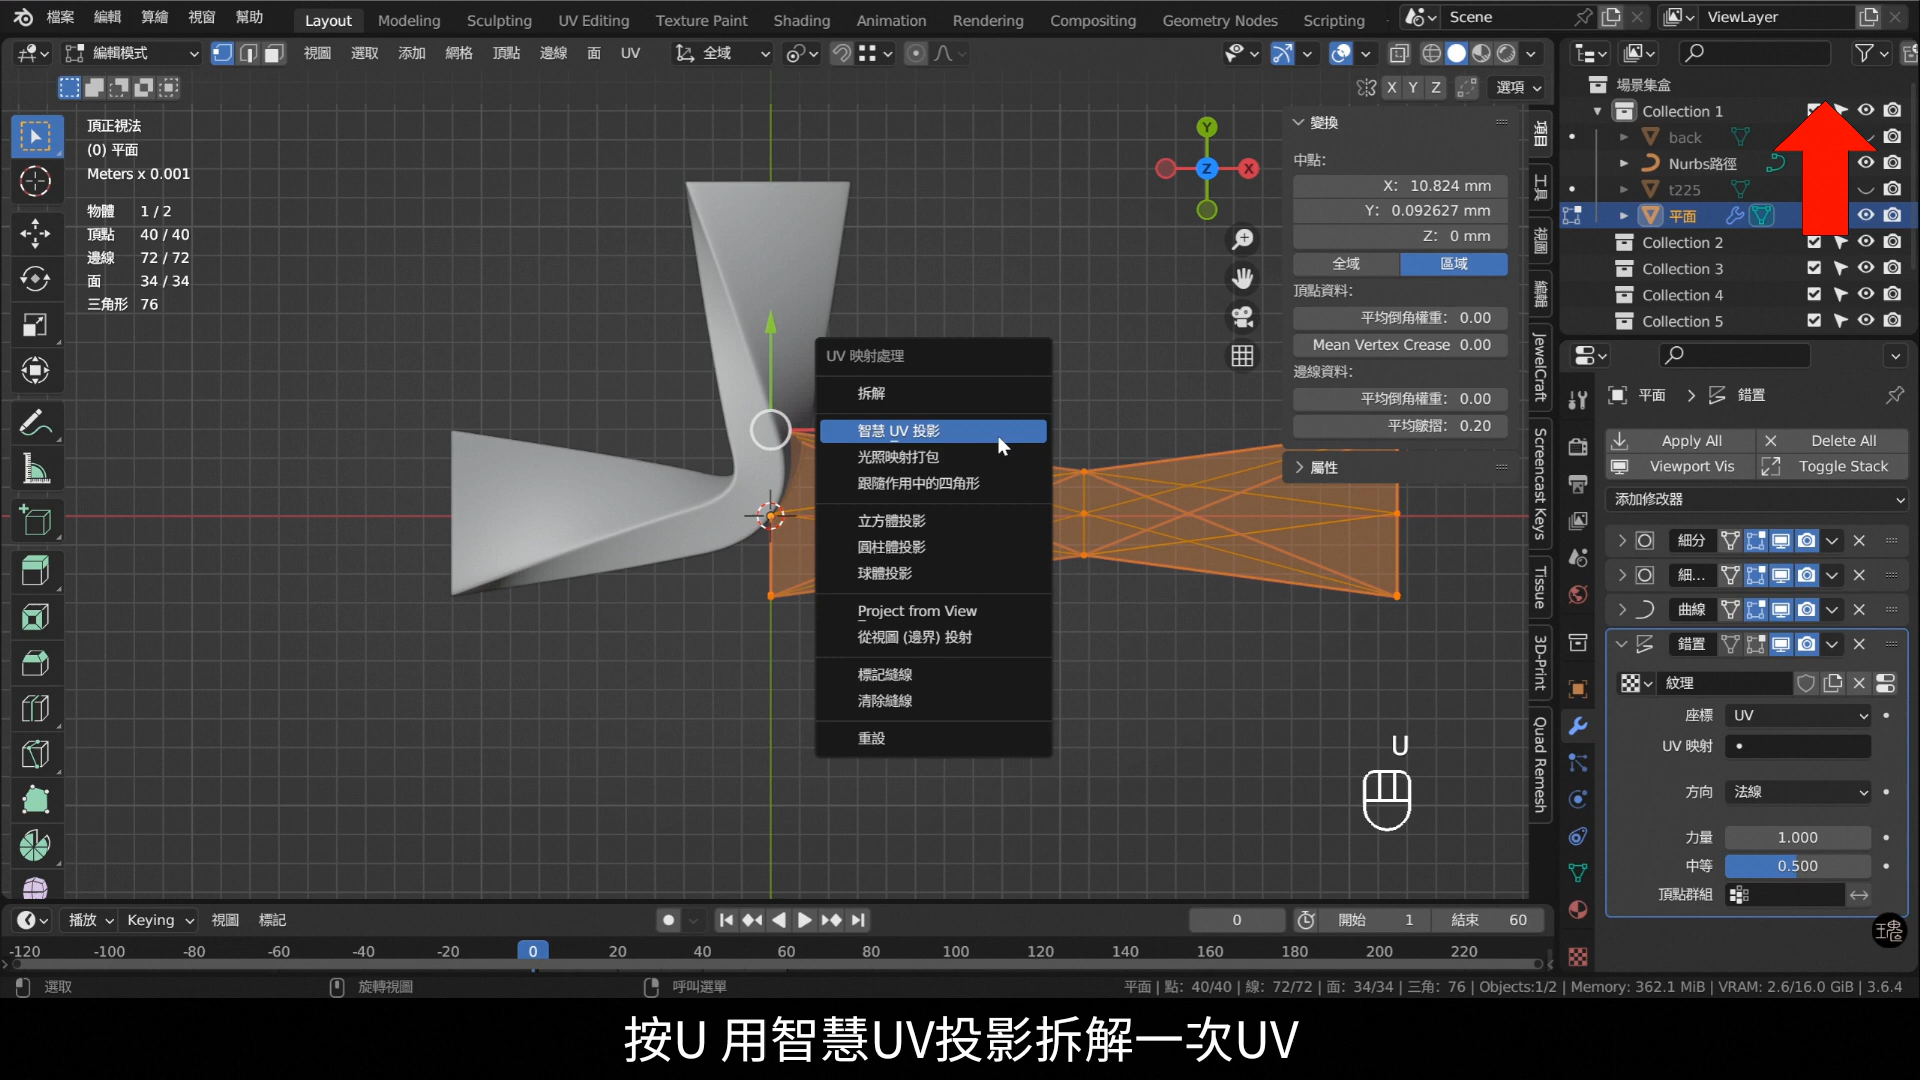 檔案 編輯 算繪 視窗 幫助 Layout Modeling Sculpting UV Editing Texture Paint Shading Animation Rendering Compositing Geometry Nodes Scripting Scene ViewLayer
編輯模式 視圖 選取 添加 網格 頂點 邊線 面 UV 全域
X Y Z 選項
頂正視法
(0) 平面
Meters x 0.001
物體 1 / 2
頂點 40 / 40
邊線 72 / 72
面 34 / 34
三角形 76
Y
Z X
UV 映射處理
拆解
智慧 UV 投影
光照映射打包
跟隨作用中的四角形
立方體投影
圓柱體投影
球體投影
Project from View
從視圖 (邊界) 投射
標記縫線
清除縫線
重設
變換
中點:
X: 10.824 mm
Y: 0.092627 mm
Z: 0 mm
全域 區域
頂點資料:
平均倒角權重: 0.00
Mean Vertex Crease 0.00
邊線資料:
平均倒角權重: 0.00
平均皺摺: 0.20
屬性
項目
工具
視圖
編輯
JewelCraft
Screencast Keys
Tissue
3D-Print
Quad Remesh
U
場景集盒
Collection 1
back
Nurbs路徑
t225
平面
Collection 2
Collection 3
Collection 4
Collection 5
平面 > 錯置
Apply All Delete All
Viewport Vis Toggle Stack
添加修改器
細分
細...
曲線
錯置
紋理
座標 UV
UV 映射
方向 法線
力量 1.000
中等 0.500
頂點群組
播放 Keying 視圖 標記 0 開始 1 結束 60
-120 -100 -80 -60 -40 -20 0 20 40 60 80 100 120 140 160 180 200 220
選取 旋轉視圖 呼叫選單 平面 | 點: 40/40 | 線: 72/72 | 面: 34/34 | 三角: 76 | Objects:1/2 | Memory: 362.1 MiB | VRAM: 2.6/16.0 GiB | 3.6.4
按U 用智慧UV投影拆解一次UV